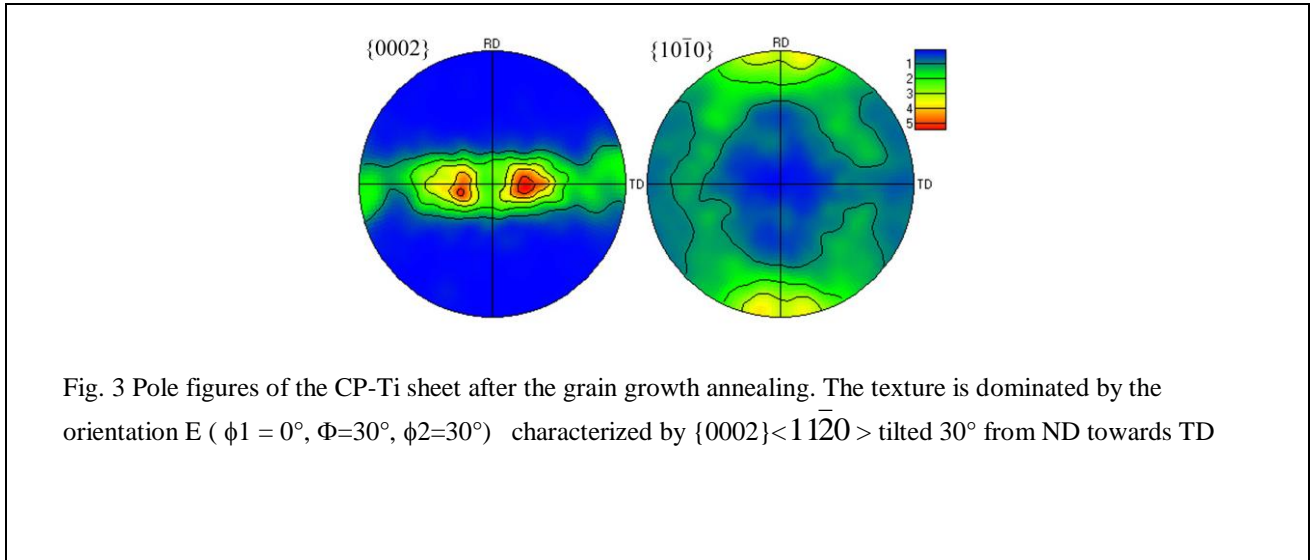 {0002} RD {101̅0} RD
1
2
3
4
5
TD TD
Fig. 3 Pole figures of the CP-Ti sheet after the grain growth annealing. The texture is dominated by the
orientation E ( ϕ1 = 0°, Φ=30°, ϕ2=30°) characterized by {0002}<112̅0 > tilted 30° from ND towards TD